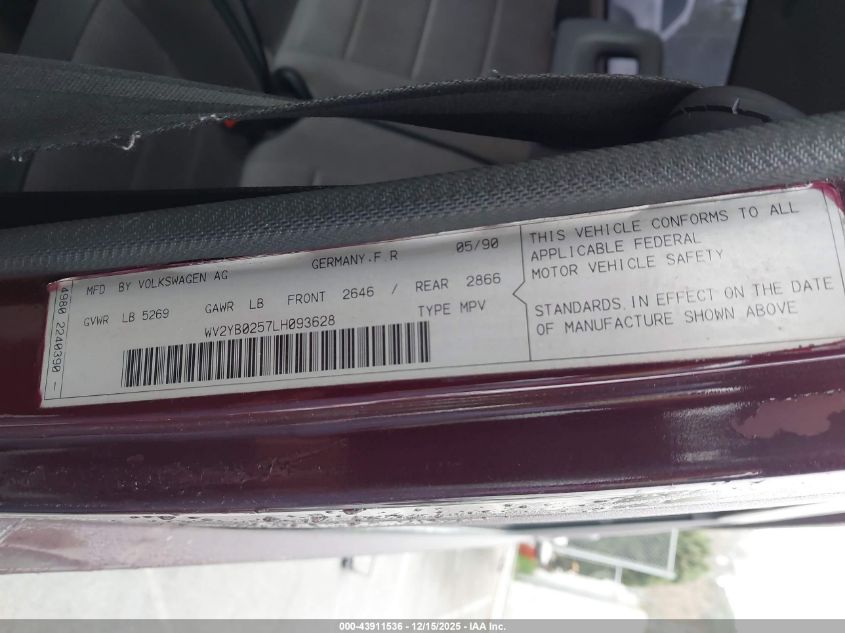 MFD BY VOLKSWAGEN AG GERMANY.F.R 05/90
GVWR LB 5269 GAWR LB FRONT 2646 / REAR 2866
WV2YB0257LH093628 TYPE MPV
4980 2240390 -
THIS VEHICLE CONFORMS TO ALL
APPLICABLE FEDERAL
MOTOR VEHICLE SAFETY
STANDARDS IN EFFECT ON THE DATE
OF MANUFACTURE SHOWN ABOVE
000-43911536 - 12/15/2025 - IAA Inc.